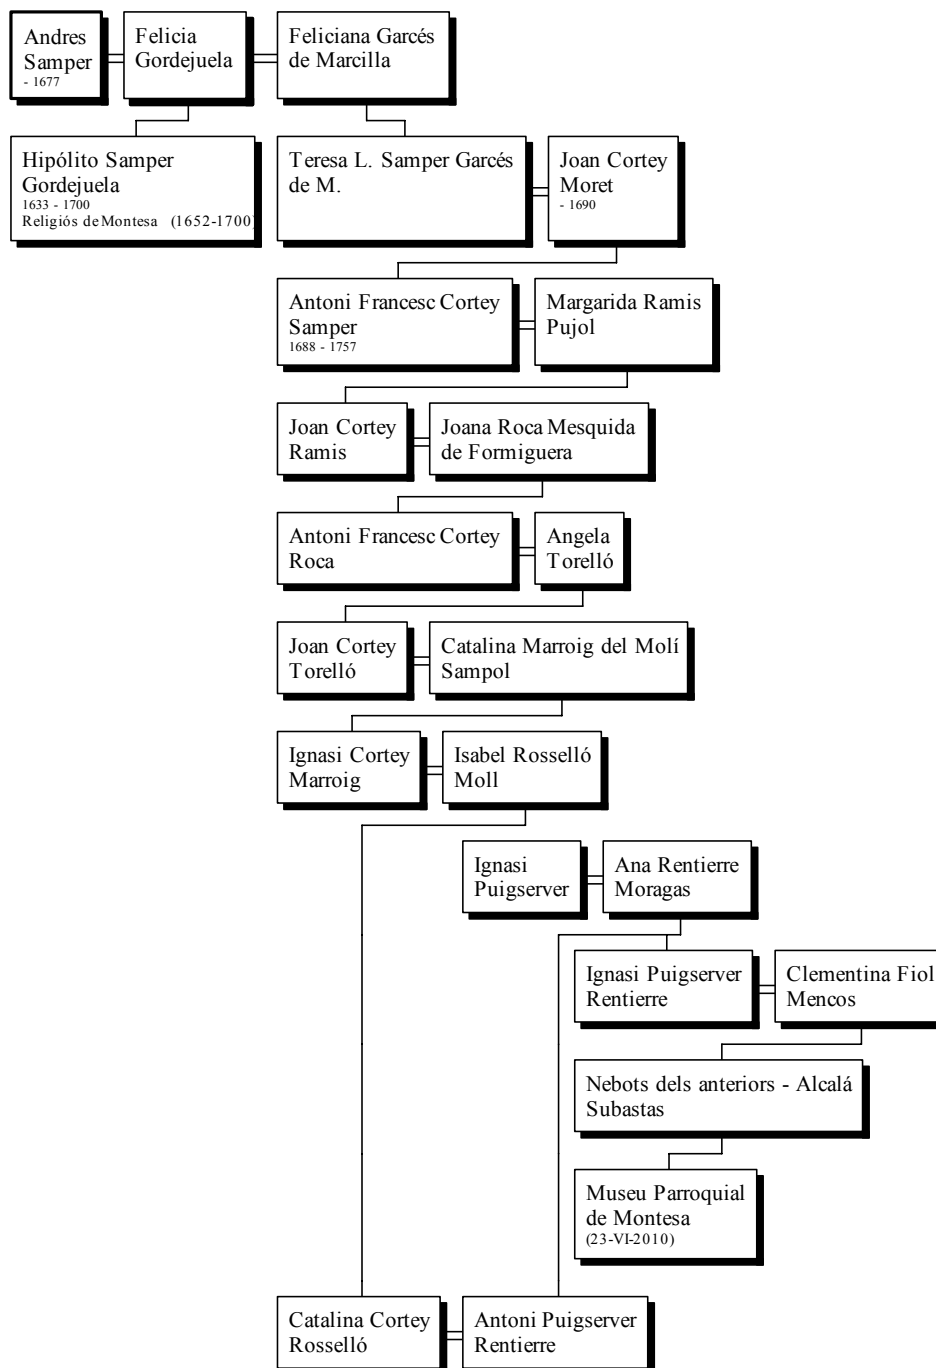 Andres
Samper
- 1677
Felicia
Gordejuela
Feliciana Garcés
de Marcilla
Hipólito Samper
Gordejuela
1633 - 1700
Religiós de Montesa (1652-1700)
Teresa L. Samper Garcés
de M.
Joan Cortey
Moret
- 1690
Antoni Francesc Cortey
Samper
1688 - 1757
Margarida Ramis
Pujol
Joan Cortey
Ramis
Joana Roca Mesquida
de Formiguera
Antoni Francesc Cortey
Roca
Angela
Torelló
Joan Cortey
Torelló
Catalina Marroig del Molí
Sampol
Ignasi Cortey
Marroig
Isabel Rosselló
Moll
Ignasi
Puigserver
Ana Rentierre
Moragas
Ignasi Puigserver
Rentierre
Clementina Fiol
Mencos
Nebots dels anteriors - Alcalá
Subastas
Museu Parroquial
de Montesa
(23-VI-2010)
Catalina Cortey
Rosselló
Antoni Puigserver
Rentierre